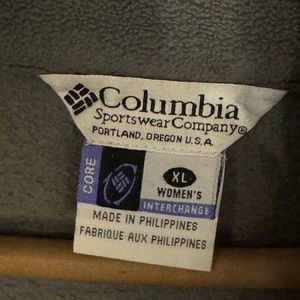 Columbia
Sportswear Company®
PORTLAND, OREGON U.S.A.
CORE
XL
WOMEN'S
INTERCHANGE
MADE IN PHILIPPINES
FABRIQUE AUX PHILIPPINES